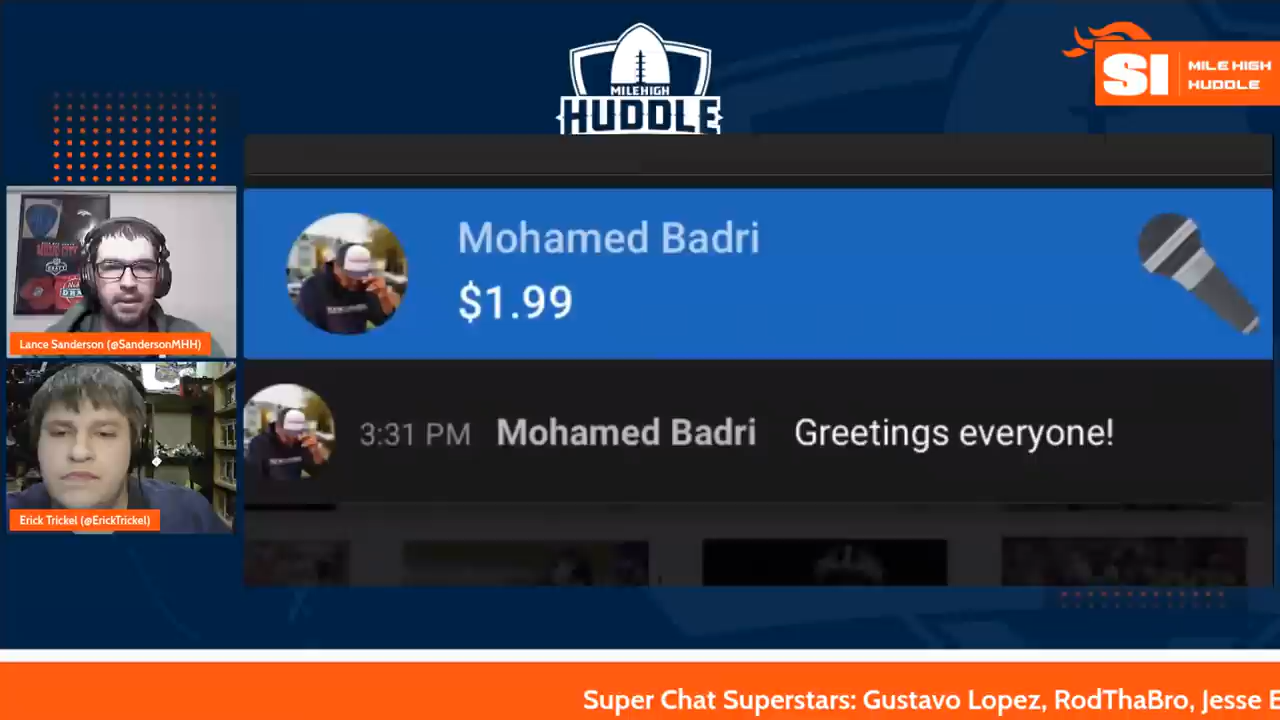 MILE HIGH
HUDDLE
SI
MILE HIGH
HUDDLE
Mohamed Badri
$1.99
Lance Sanderson (@SandersonMHH)
3:31 PM Mohamed Badri Greetings everyone!
Erick Trickel (@ErickTrickel)
Super Chat Superstars: Gustavo Lopez, RodThaBro, Jesse E